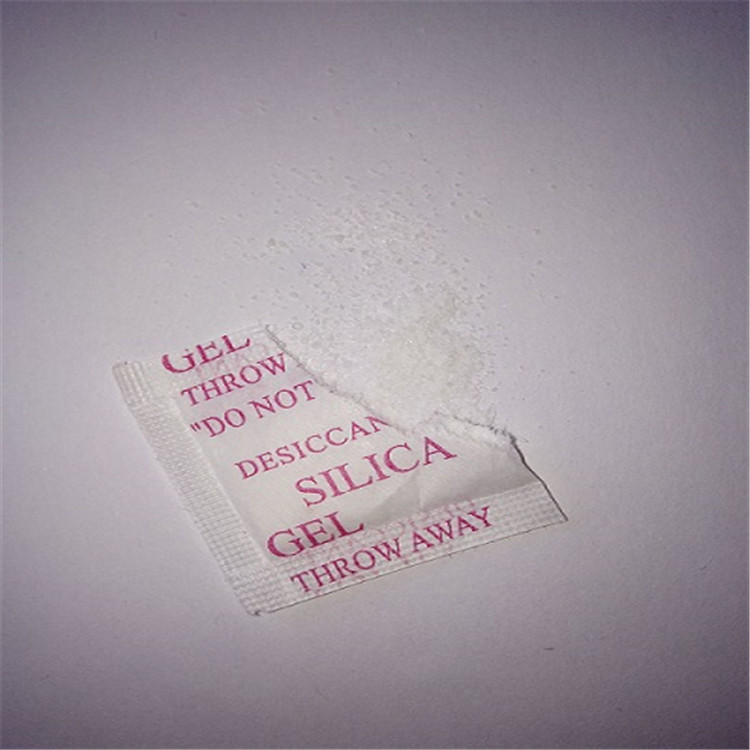 GEL
THROW
"DO NOT
DESICCAN
SILICA
GEL
THROW AWAY